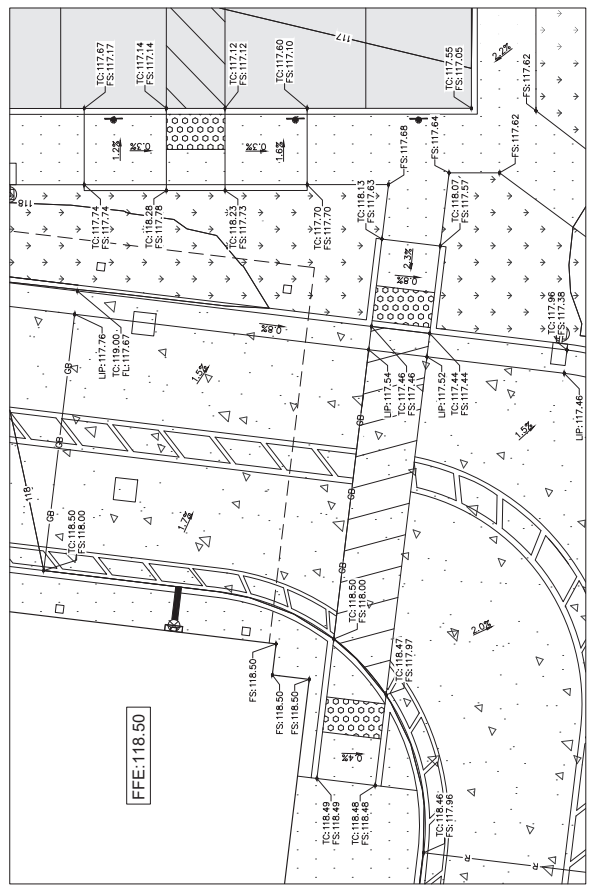 TC:117.67
FS:117.17
TC:117.14
FS:117.14
TC:117.12
FS:117.12
TC:117.60
FS:117.10
117
TC:117.55
FS:117.05
2.2%
FS:117.62
1.2%
0.3%
0.3%
1.6%
FS:117.68
FS:117.64
FS:117.62
118
TC:117.74
FS:117.74
TC:118.28
FS:117.78
TC:118.23
FS:117.73
TC:117.70
FS:117.70
TC:118.13
FS:117.63
TC:118.07
FS:117.57
2.3%
0.8%
GB
LIP:117.76
TC:119.00
FL:117.67
0.8%
1.5%
TC:117.96
FS:117.38
LIP:117.54
TC:117.46
FS:117.46
LIP:117.52
TC:117.44
FS:117.44
LIP:117.46
GB
1.5%
118
GB
TC:118.50
FS:118.00
1.7%
GB
GB
TC:118.50
FS:118.00
2.0%
FS:118.50
FS:118.50
FS:118.50
TC:118.47
FS:117.97
FFE:118.50
0.4%
TC:118.49
FS:118.49
TC:118.48
FS:118.48
TC:118.46
FS:117.96
R
R